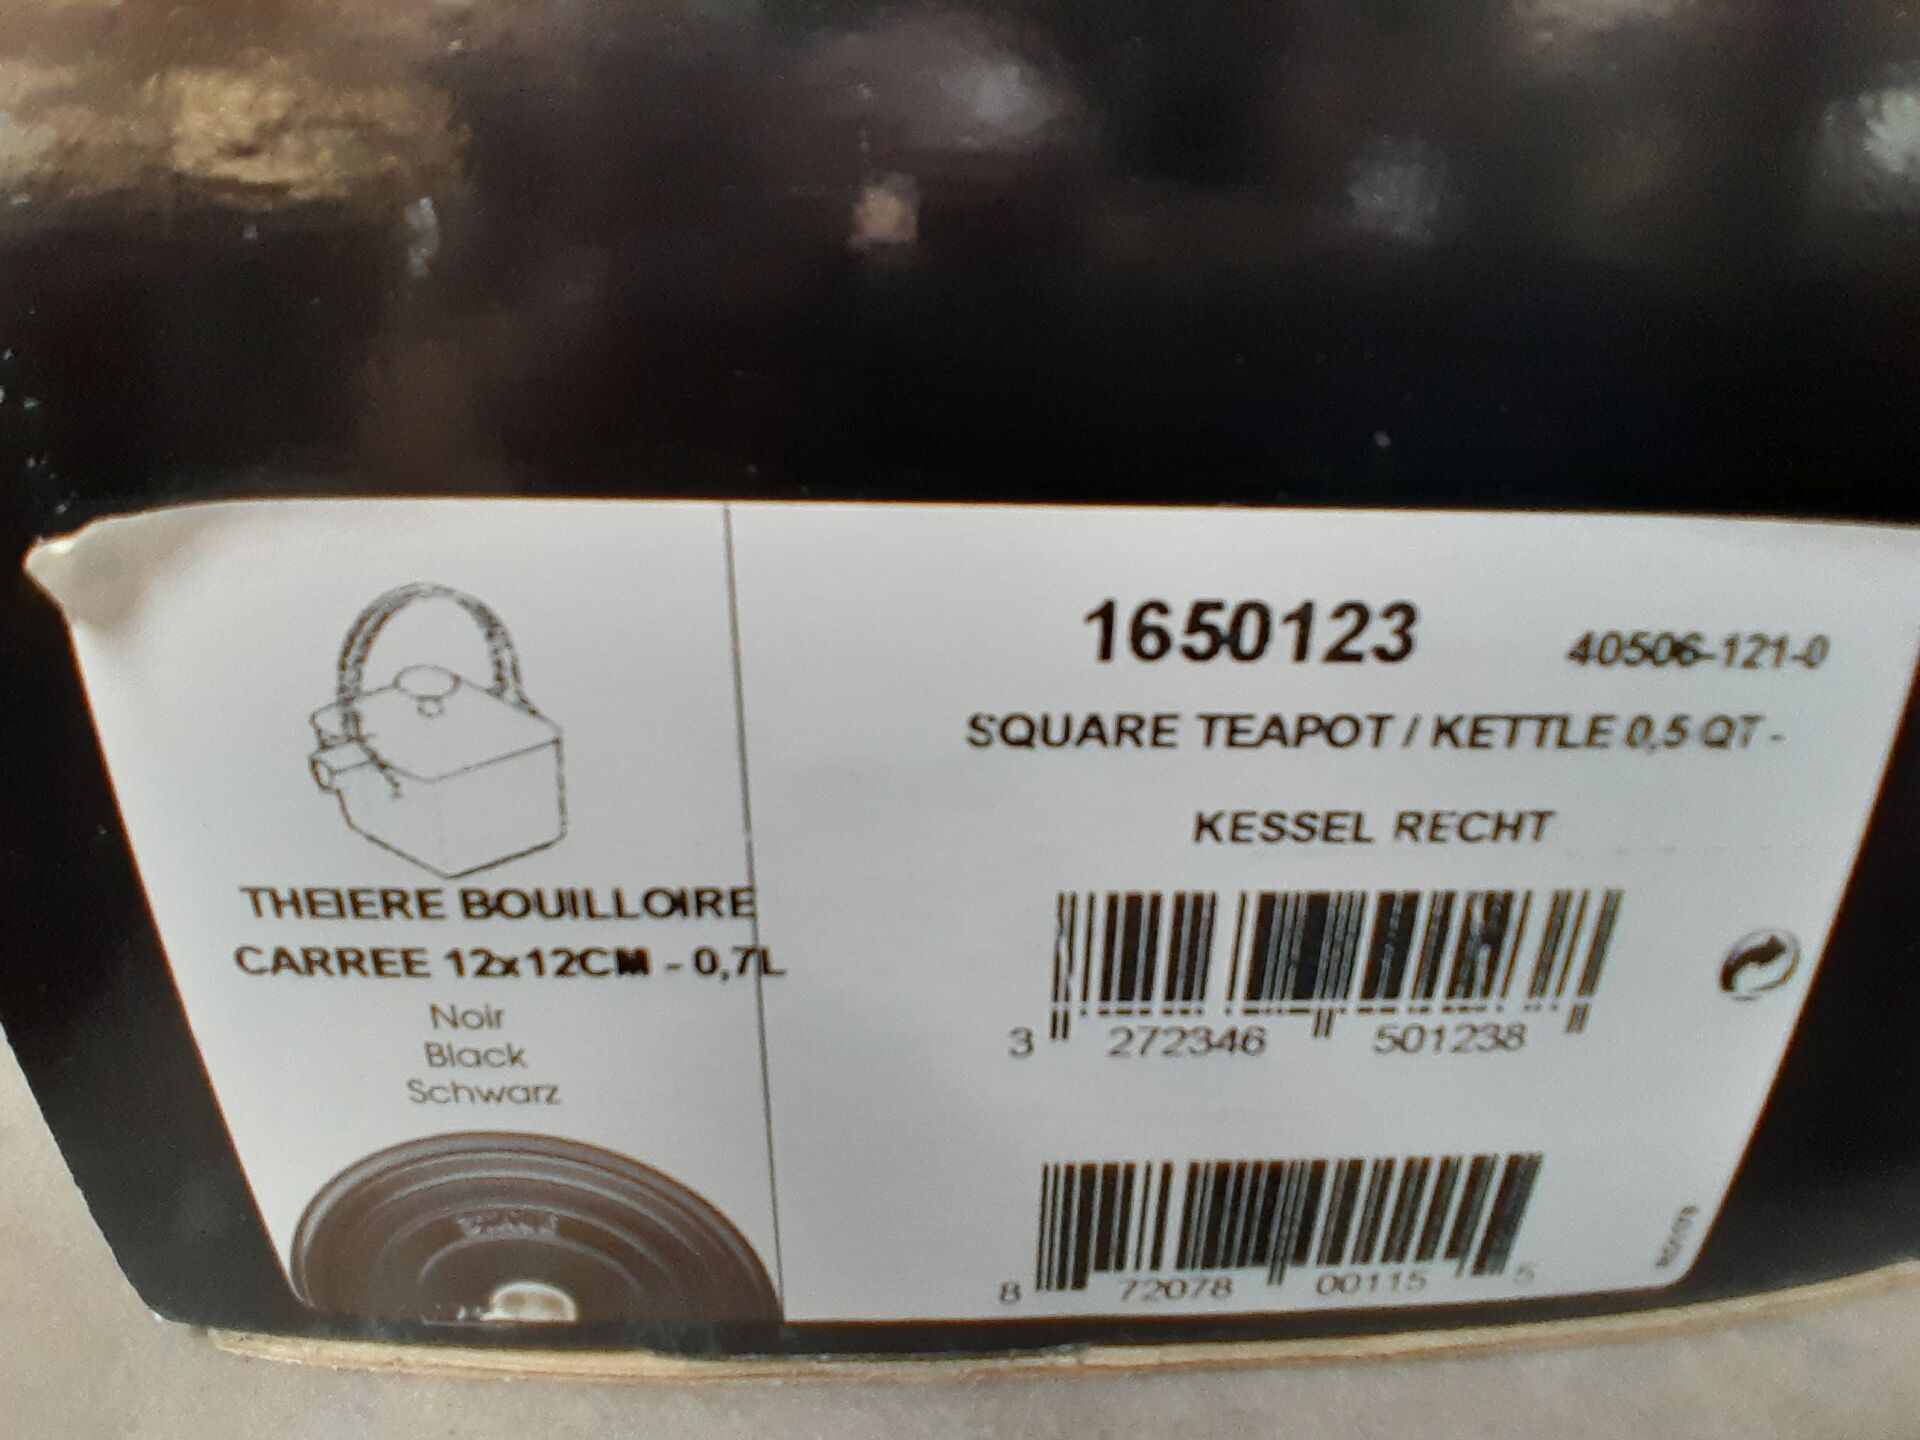 THEIERE BOUILLOIRE
CARREE 12x12CM - 0,7L
Noir
Black
Schwarz
1650123 40506-121-0
SQUARE TEAPOT / KETTLE 0,5 QT -
KESSEL RECHT
3 272346 501238
8 72078 00115 5